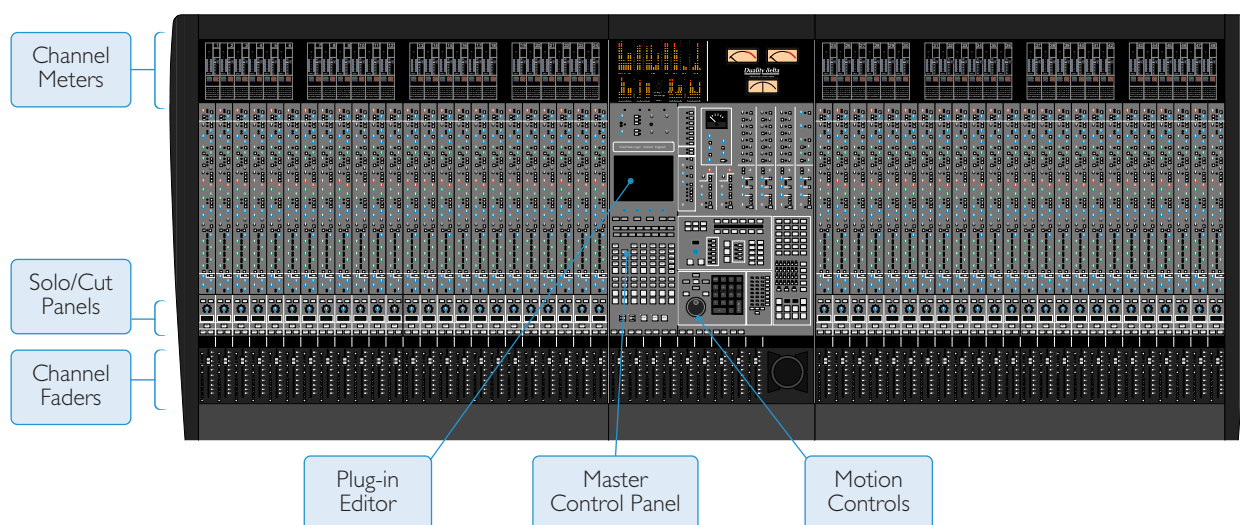 Channel
Meters
Duality δelta
Solo/Cut
Panels
Channel
Faders
Plug-in
Editor
Master
Control Panel
Motion
Controls